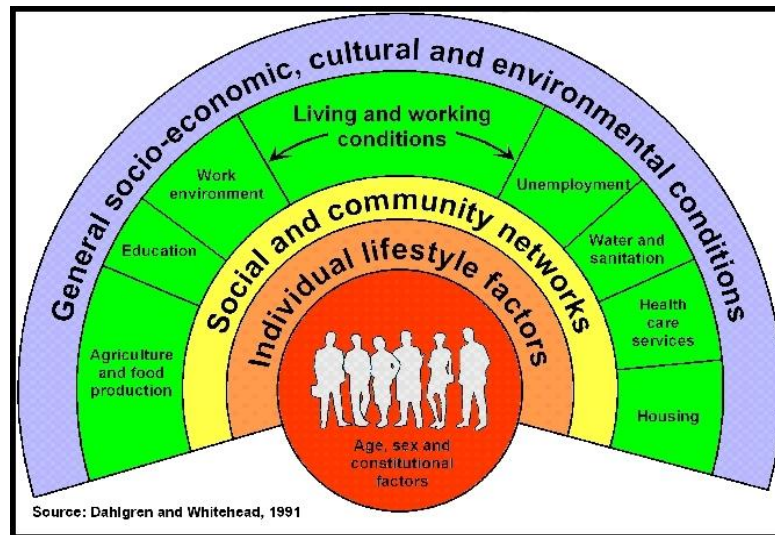 General socio-economic, cultural and environmental conditions
Living and working
conditions
Work
environment
Unemployment
Education
Water and
sanitation
Agriculture
and food
production
Health
care
services
Housing
Social and community networks
Individual lifestyle factors
Age, sex and
constitutional
factors
Source: Dahlgren and Whitehead, 1991